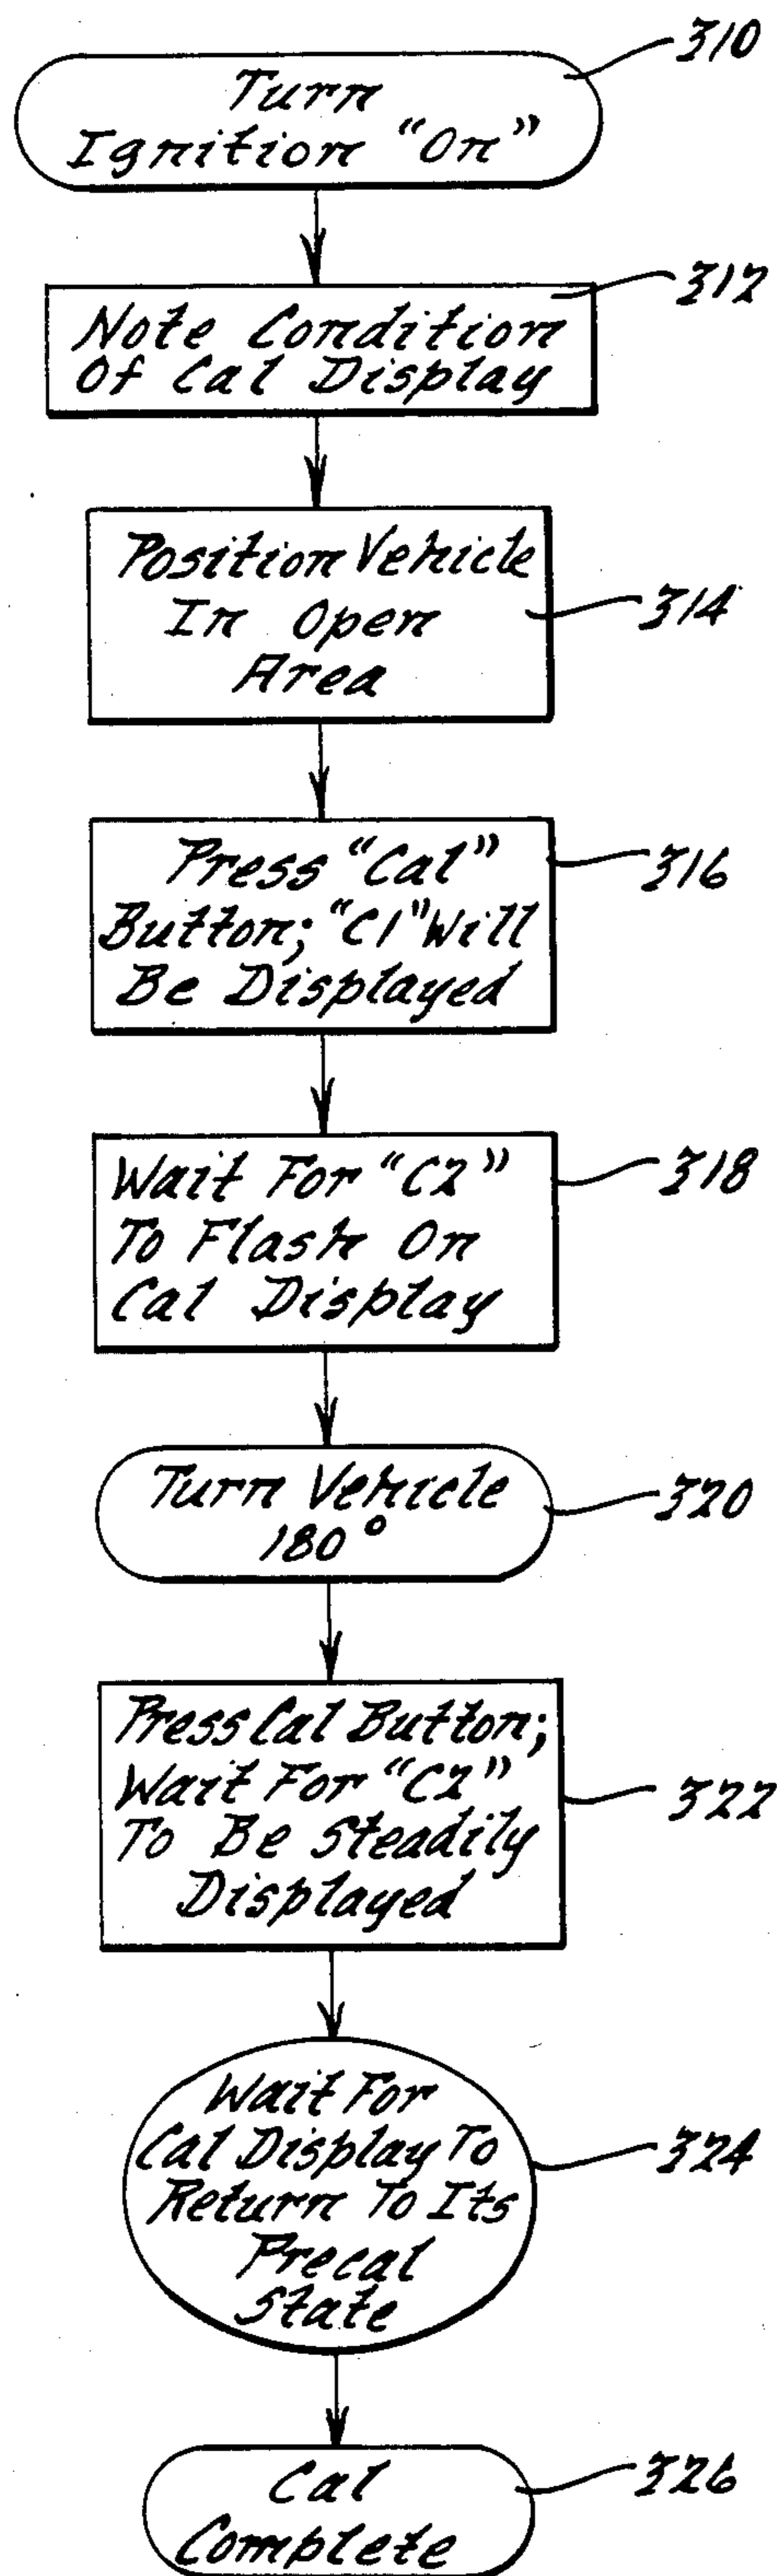 310
Turn
Ignition "On"
312
Note Condition
Of Cal Display
Position Vehicle
In Open
Area
314
Press "Cal"
Button; "C1" Will
Be Displayed
316
Wait For "C2"
To Flash On
Cal Display
318
Turn Vehicle
180°
320
Press Cal Button;
Wait For "C2"
To Be Steadily
Displayed
322
Wait For
Cal Display To
Return To Its
Precal
State
324
Cal
Complete
326